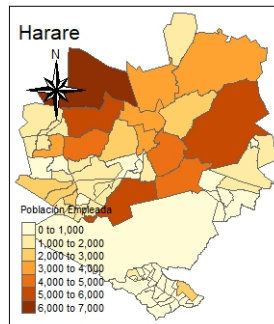 Harare
N
Población Empleada
0 to 1,000
1,000 to 2,000
2,000 to 3,000
3,000 to 4,000
4,000 to 5,000
5,000 to 6,000
6,000 to 7,000